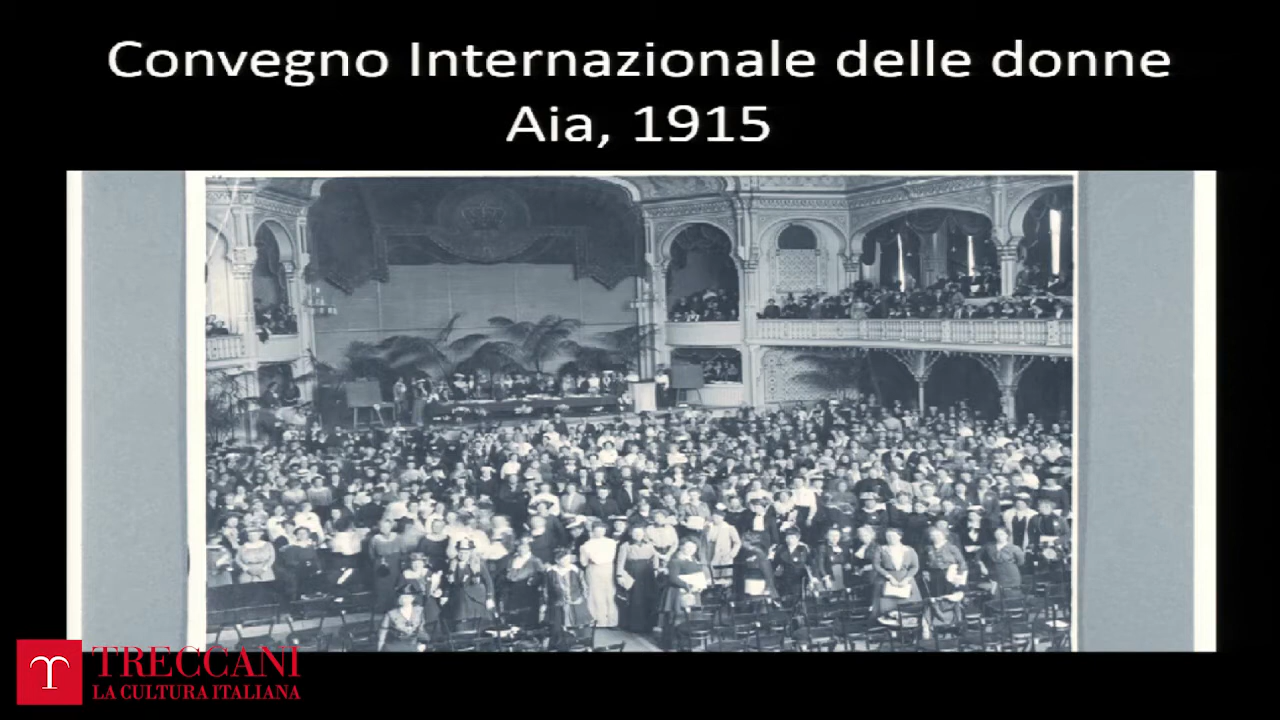 Convegno Internazionale delle donne
Aia, 1915
TRECCANI
LA CULTURA ITALIANA